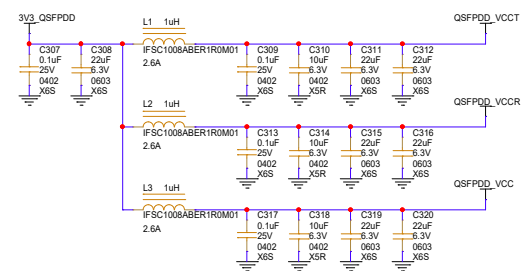 3V3_QSFPDD
L1 1uH
QSFPDD_VCCT
IFSC1008ABER1R0M01
2.6A
C307
0.1uF
25V
0402
X6S
C308
22uF
6.3V
0603
X6S
C309
0.1uF
25V
0402
X6S
C310
10uF
6.3V
0402
X5R
C311
22uF
6.3V
0603
X6S
C312
22uF
6.3V
0603
X6S
L2 1uH
QSFPDD_VCCR
IFSC1008ABER1R0M01
2.6A
C313
0.1uF
25V
0402
X6S
C314
10uF
6.3V
0402
X5R
C315
22uF
6.3V
0603
X6S
C316
22uF
6.3V
0603
X6S
L3 1uH
QSFPDD_VCC
IFSC1008ABER1R0M01
2.6A
C317
0.1uF
25V
0402
X6S
C318
10uF
6.3V
0402
X5R
C319
22uF
6.3V
0603
X6S
C320
22uF
6.3V
0603
X6S